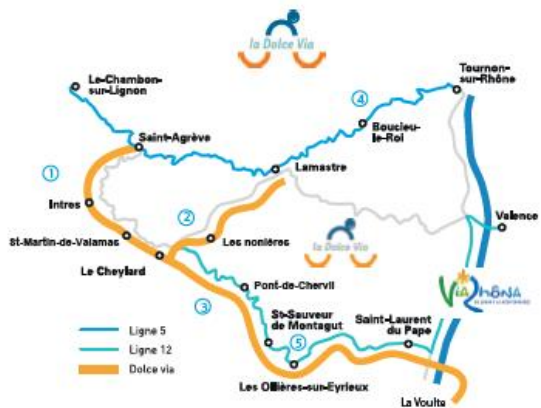 la Dolce Via
Le-Chambon-
sur-Lignon
Tournon-
sur-Rhône
4
Saint-Agrève
Boucieu-
le-Roi
1
Lamastre
Intres
2
Valence
St-Martin-de-Valamas
Les nonières
la Dolce Via
Le Cheylard
Pont-de-Chervil
ViaRhôna
3
St-Sauveur
de Montagut
Saint-Laurent
du Pape
Ligne 5
5
Ligne 12
Dolce via
Les Ollières-sur-Eyrieux
La Voulte